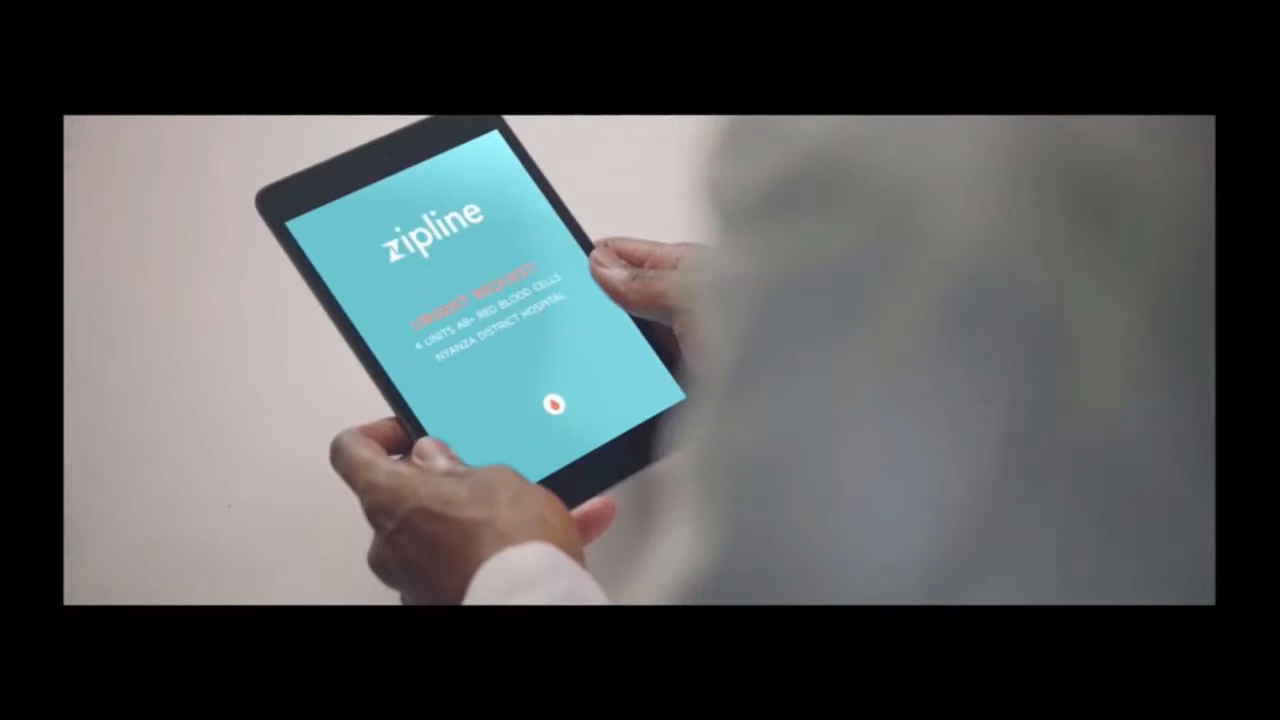 zipline
URGENT REQUEST
4 UNITS AB+ RED BLOOD CELLS
NYANZA DISTRICT HOSPITAL